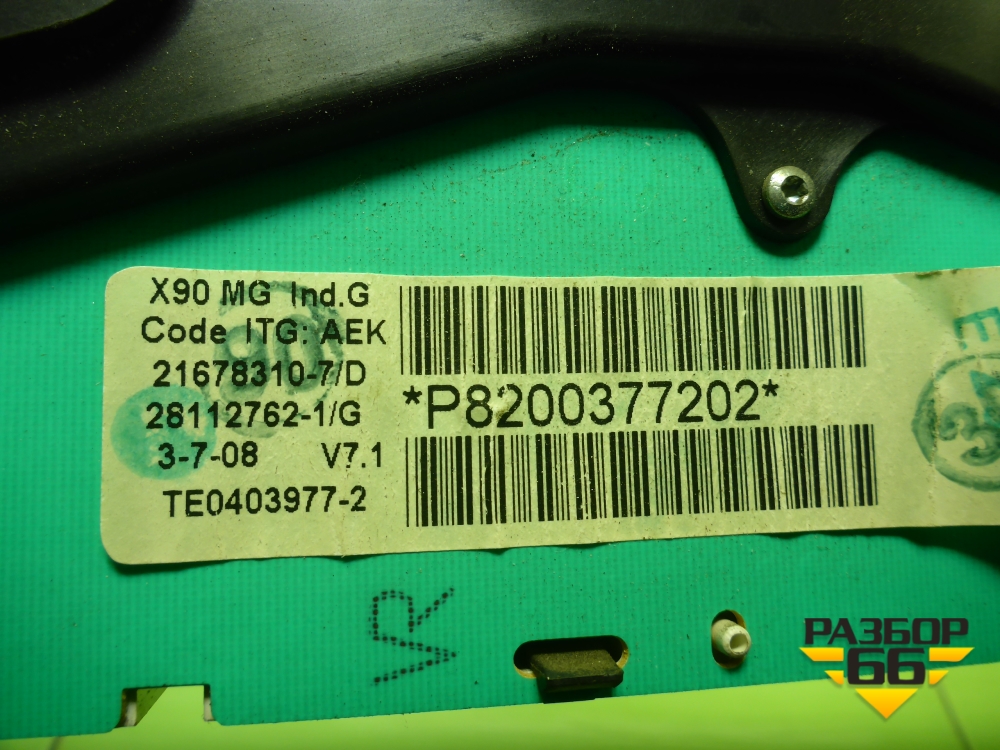 X90 MG Ind.G
Code ITG: AEK
21678310-7/D
28112762-1/G
3-7-08 V7.1
TE0403977-2
*P8200377202*
VR
РАЗБОР
66